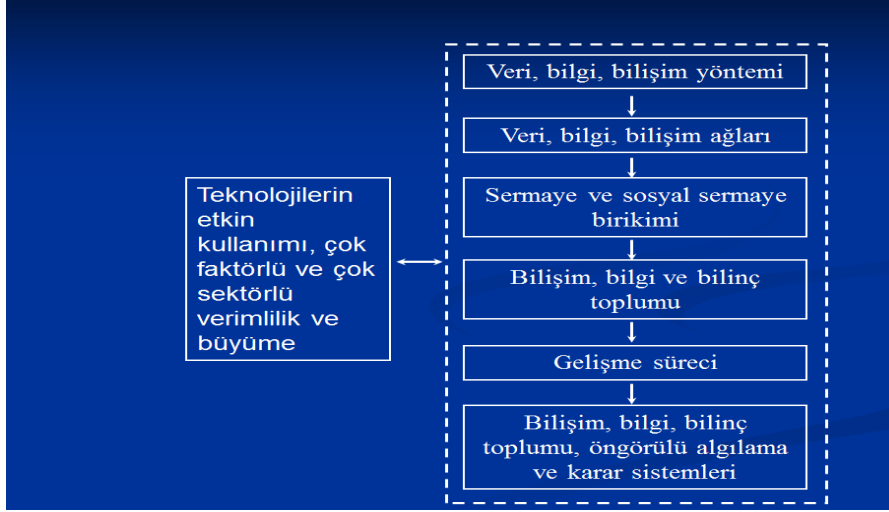 Teknolojilerin
etkin
kullanımı, çok
faktörlü ve çok
sektörlü
verimlilik ve
büyüme
Veri, bilgi, bilişim yöntemi
Veri, bilgi, bilişim ağları
Sermaye ve sosyal sermaye
birikimi
Bilişim, bilgi ve bilinç
toplumu
Gelişme süreci
Bilişim, bilgi, bilinç
toplumu, öngörülü algılama
ve karar sistemleri